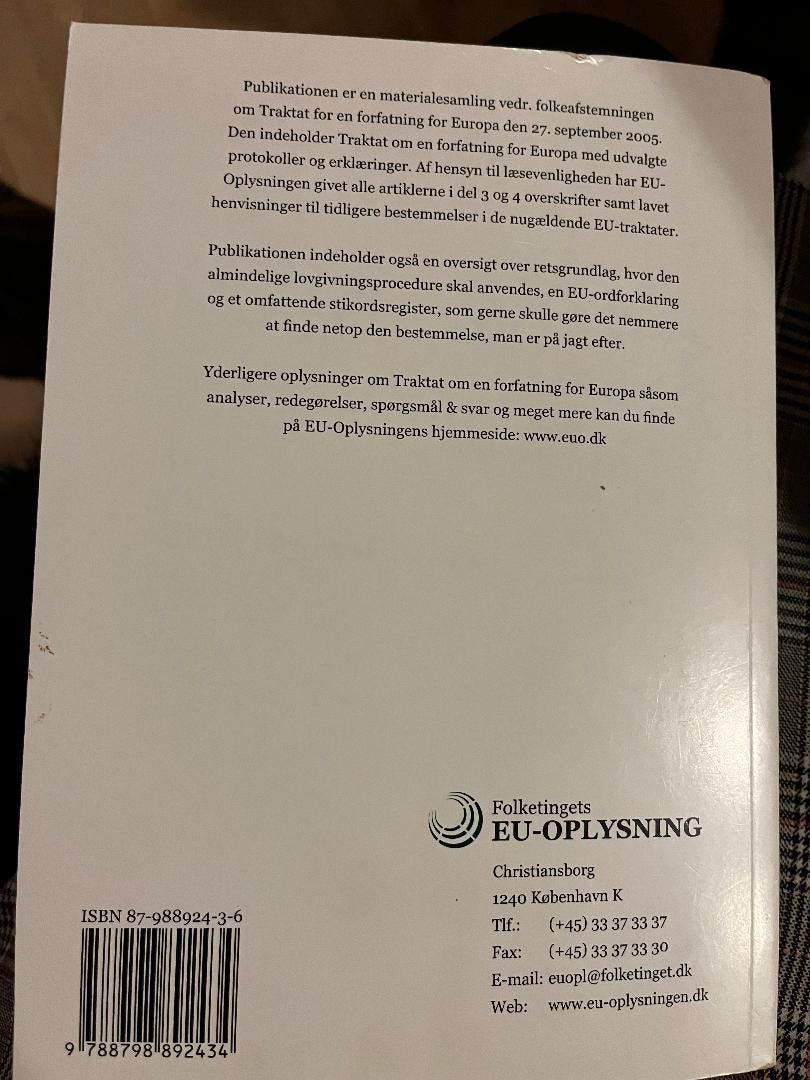 Publikationen er en materialesamling vedr. folkeafstemningen
om Traktat for en forfatning for Europa den 27. september 2005.
Den indeholder Traktat om en forfatning for Europa med udvalgte
protokoller og erklæringer. Af hensyn til læsevenligheden har EU-
Oplysningen givet alle artiklerne i del 3 og 4 overskrifter samt lavet
henvisninger til tidligere bestemmelser i de nugældende EU-traktater.
Publikationen indeholder også en oversigt over retsgrundlag, hvor den
almindelige lovgivningsprocedure skal anvendes, en EU-ordforklaring
og et omfattende stikordsregister, som gerne skulle gøre det nemmere
at finde netop den bestemmelse, man er på jagt efter.
Yderligere oplysninger om Traktat om en forfatning for Europa såsom
analyser, redegørelser, spørgsmål & svar og meget mere kan du finde
på EU-Oplysningens hjemmeside: www.euo.dk
Folketingets
EU-OPLYSNING
Christiansborg
1240 København K
Tlf.: (+45) 33 37 33 37
Fax: (+45) 33 37 33 30
E-mail: euopl@folketinget.dk
Web: www.eu-oplysningen.dk
ISBN 87-988924-3-6
9 788798 892434